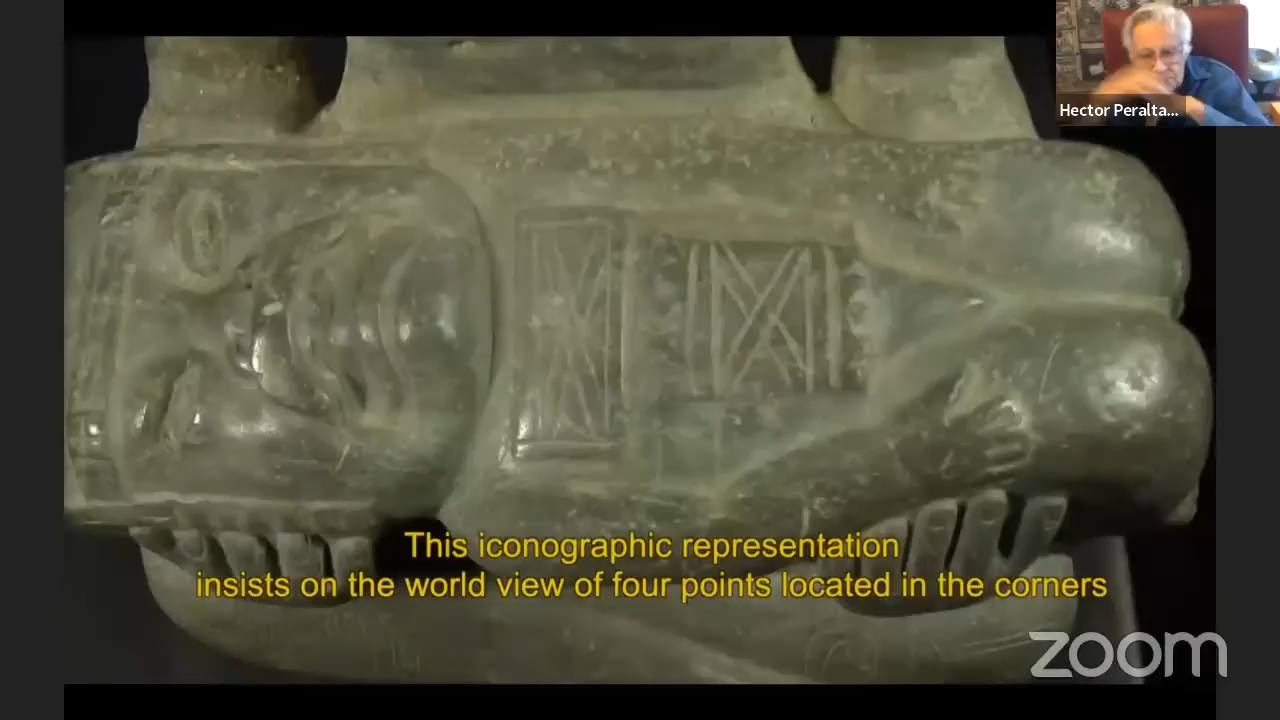 Hector Peralta...
This iconographic representation
insists on the world view of four points located in the corners
zoom